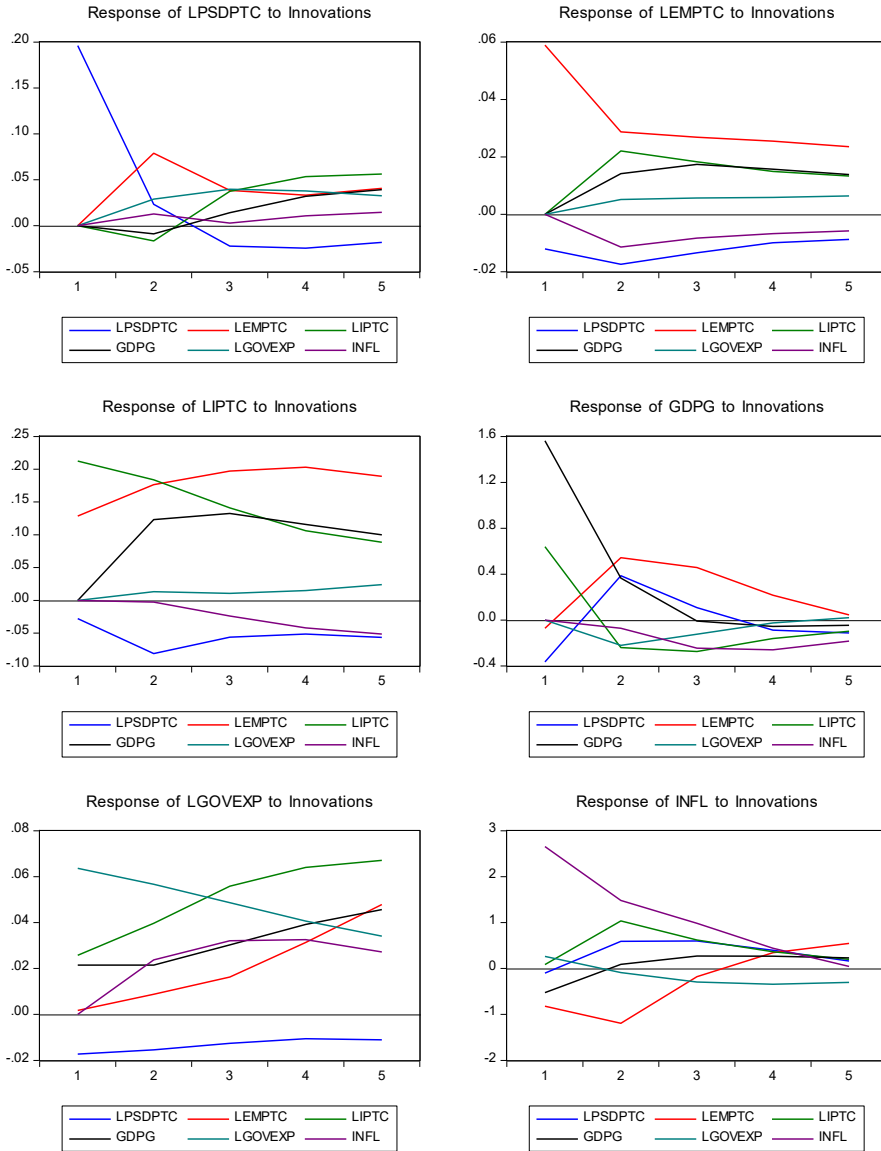 Response of LPSDPTC to Innovations
.20
.15
.10
.05
.00
-.05
1 2 3 4 5
LPSDPTC LEMPTC LIPTC
GDPG LGOVEXP INFL
Response of LEMPTC to Innovations
.06
.04
.02
.00
-.02
1 2 3 4 5
LPSDPTC LEMPTC LIPTC
GDPG LGOVEXP INFL
Response of LIPTC to Innovations
.25
.20
.15
.10
.05
.00
-.05
-.10
1 2 3 4 5
LPSDPTC LEMPTC LIPTC
GDPG LGOVEXP INFL
Response of GDPG to Innovations
1.6
1.2
0.8
0.4
0.0
-0.4
1 2 3 4 5
LPSDPTC LEMPTC LIPTC
GDPG LGOVEXP INFL
Response of LGOVEXP to Innovations
.08
.06
.04
.02
.00
-.02
1 2 3 4 5
LPSDPTC LEMPTC LIPTC
GDPG LGOVEXP INFL
Response of INFL to Innovations
3
2
1
0
-1
-2
1 2 3 4 5
LPSDPTC LEMPTC LIPTC
GDPG LGOVEXP INFL